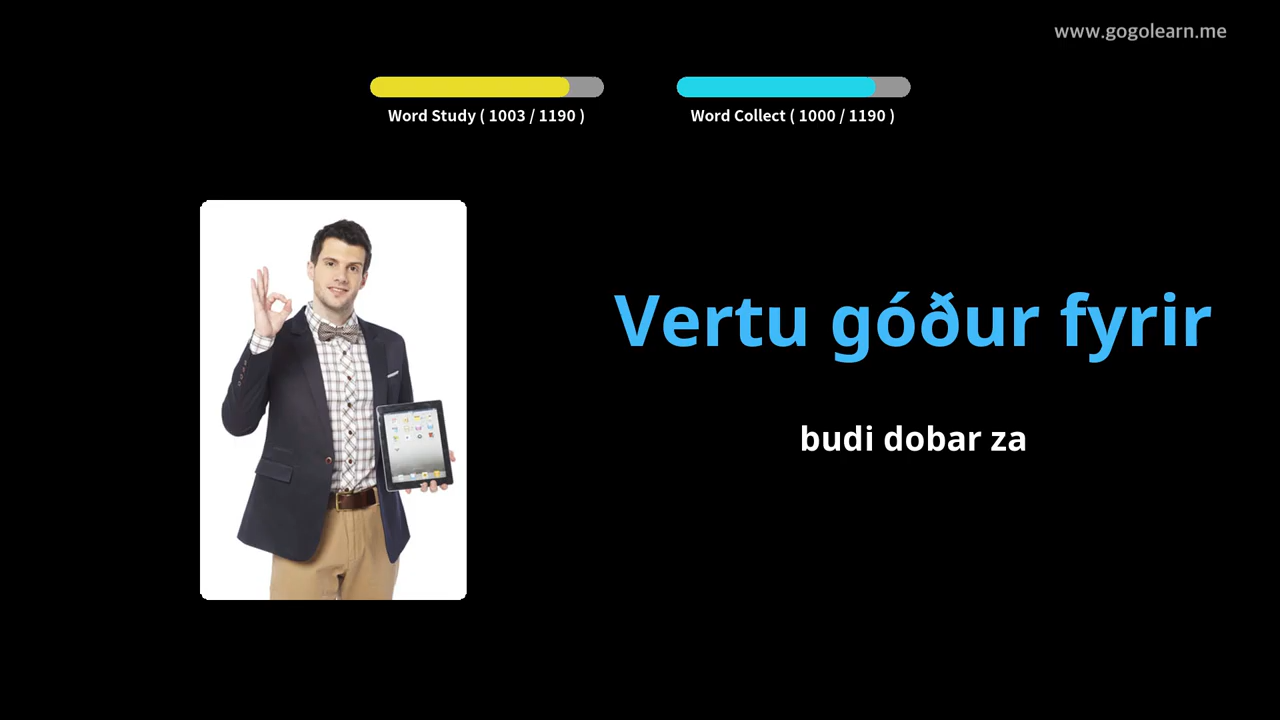 www.gogolearn.me
Word Study ( 1003 / 1190 )
Word Collect ( 1000 / 1190 )
Vertu góður fyrir
budi dobar za